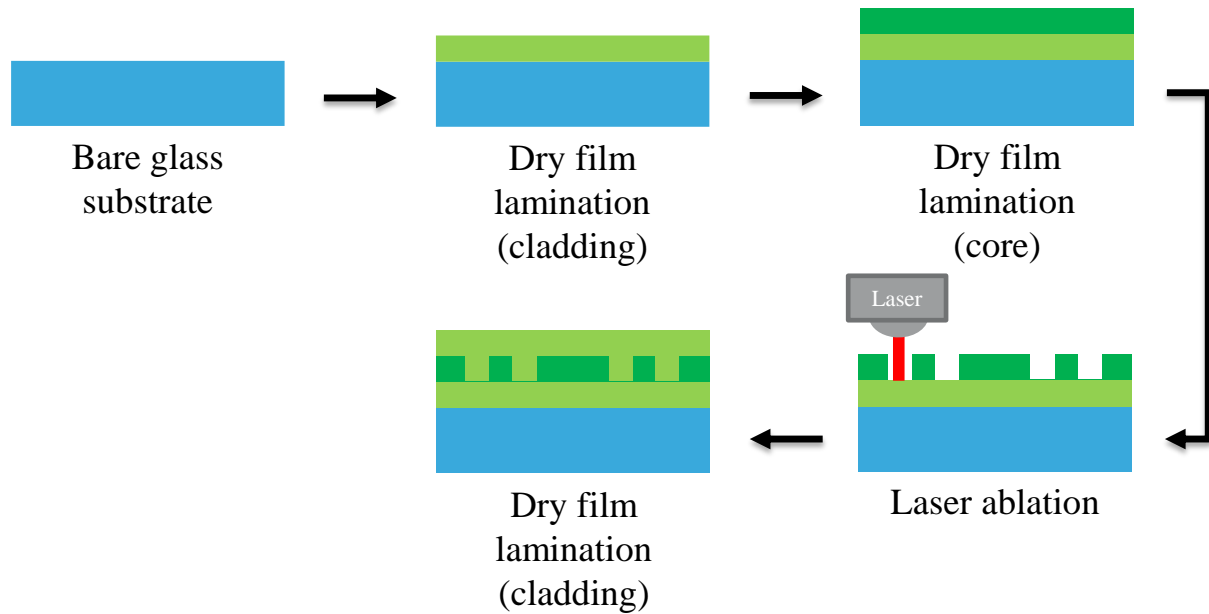 Bare glass
substrate
Dry film
lamination
(cladding)
Dry film
lamination
(core)
Laser
Laser ablation
Dry film
lamination
(cladding)